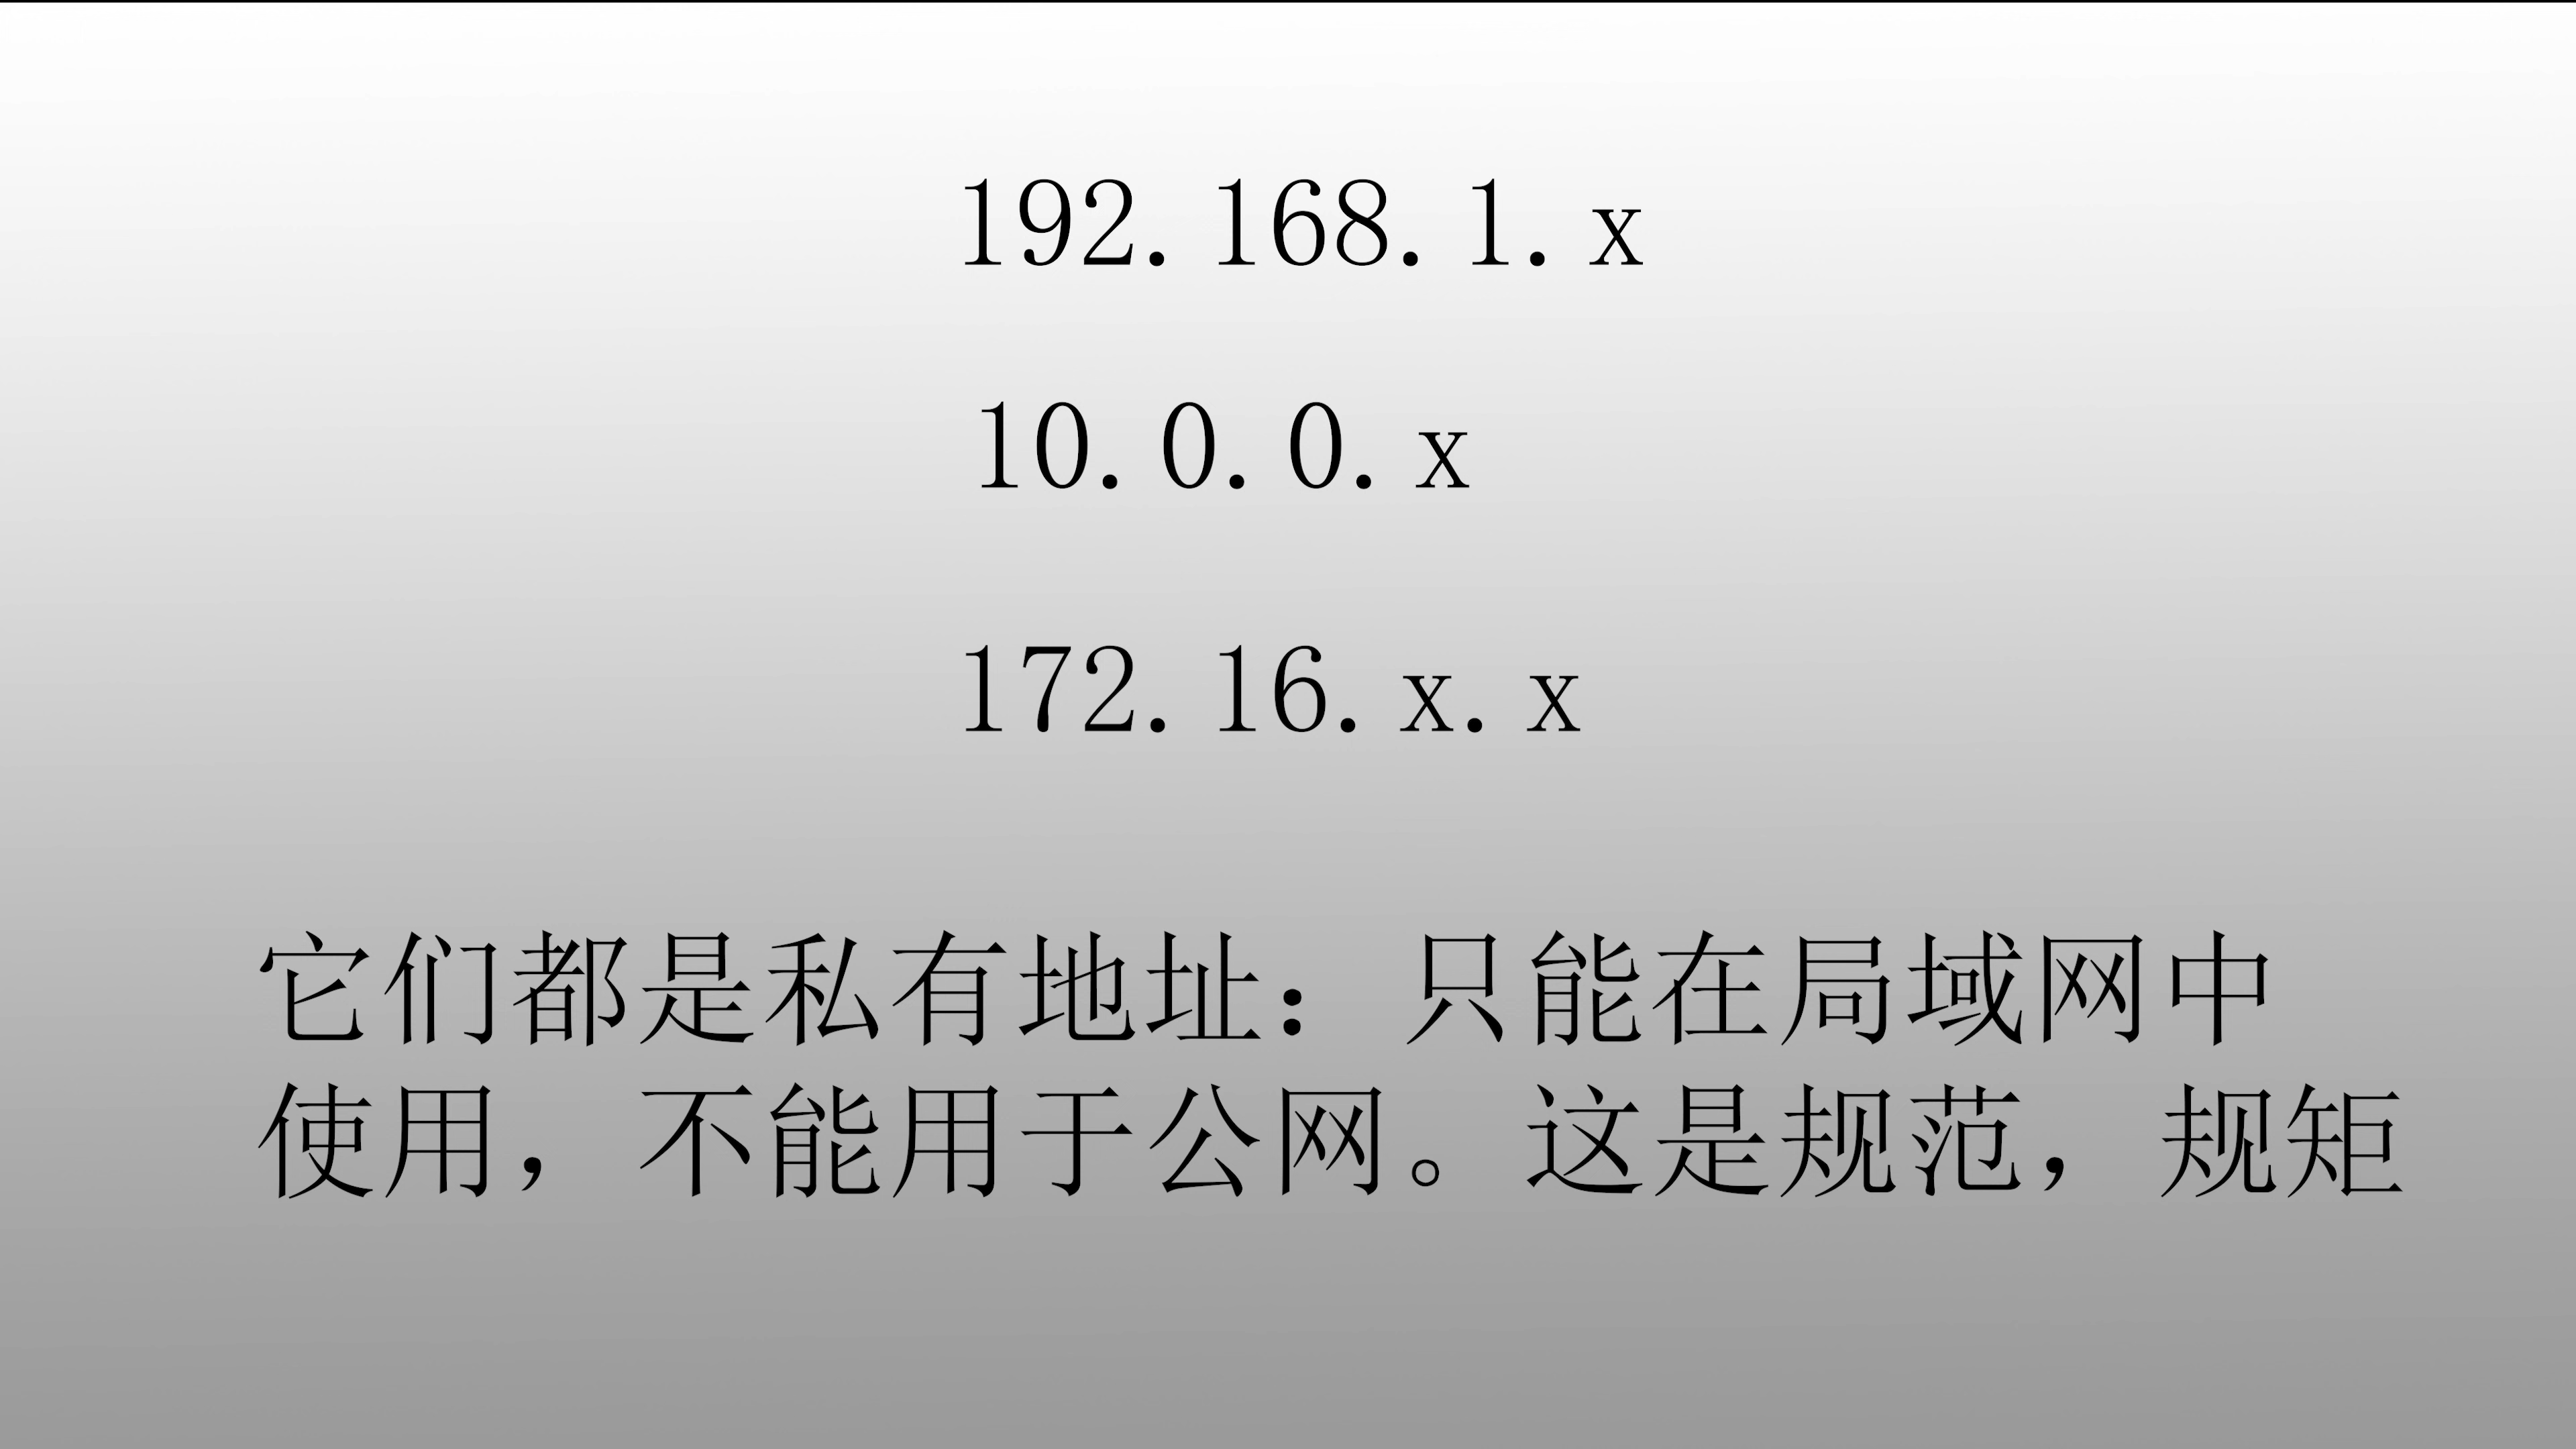 192.168.1.x
10.0.0.x
172.16.x.x
它们都是私有地址：只能在局域网中
使用，不能用于公网。这是规范，规矩